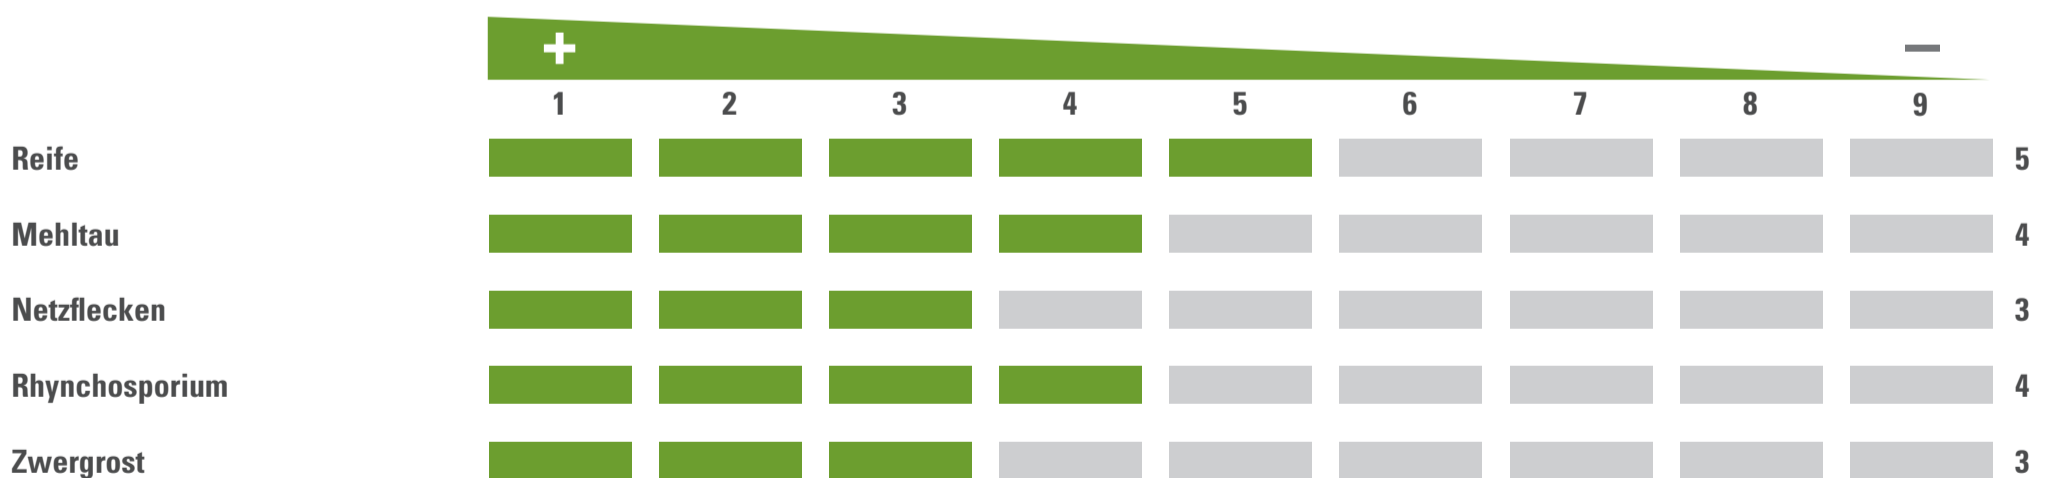 + −
1 2 3 4 5 6 7 8 9
Reife 5
Mehltau 4
Netzflecken 3
Rhynchosporium 4
Zwergrost 3